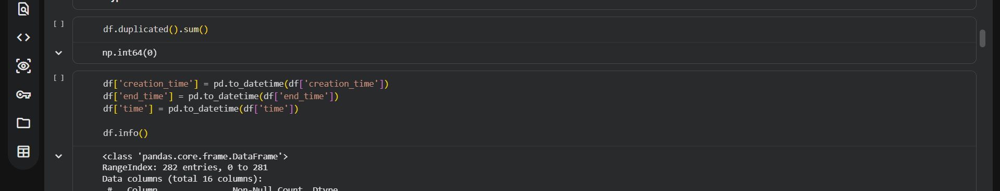 [ ]
df.duplicated().sum()
np.int64(0)
[ ]
df['creation_time'] = pd.to_datetime(df['creation_time'])
df['end_time'] = pd.to_datetime(df['end_time'])
df['time'] = pd.to_datetime(df['time'])
df.info()
<class 'pandas.core.frame.DataFrame'>
RangeIndex: 282 entries, 0 to 281
Data columns (total 16 columns):
# Column Non-Null Count Dtype